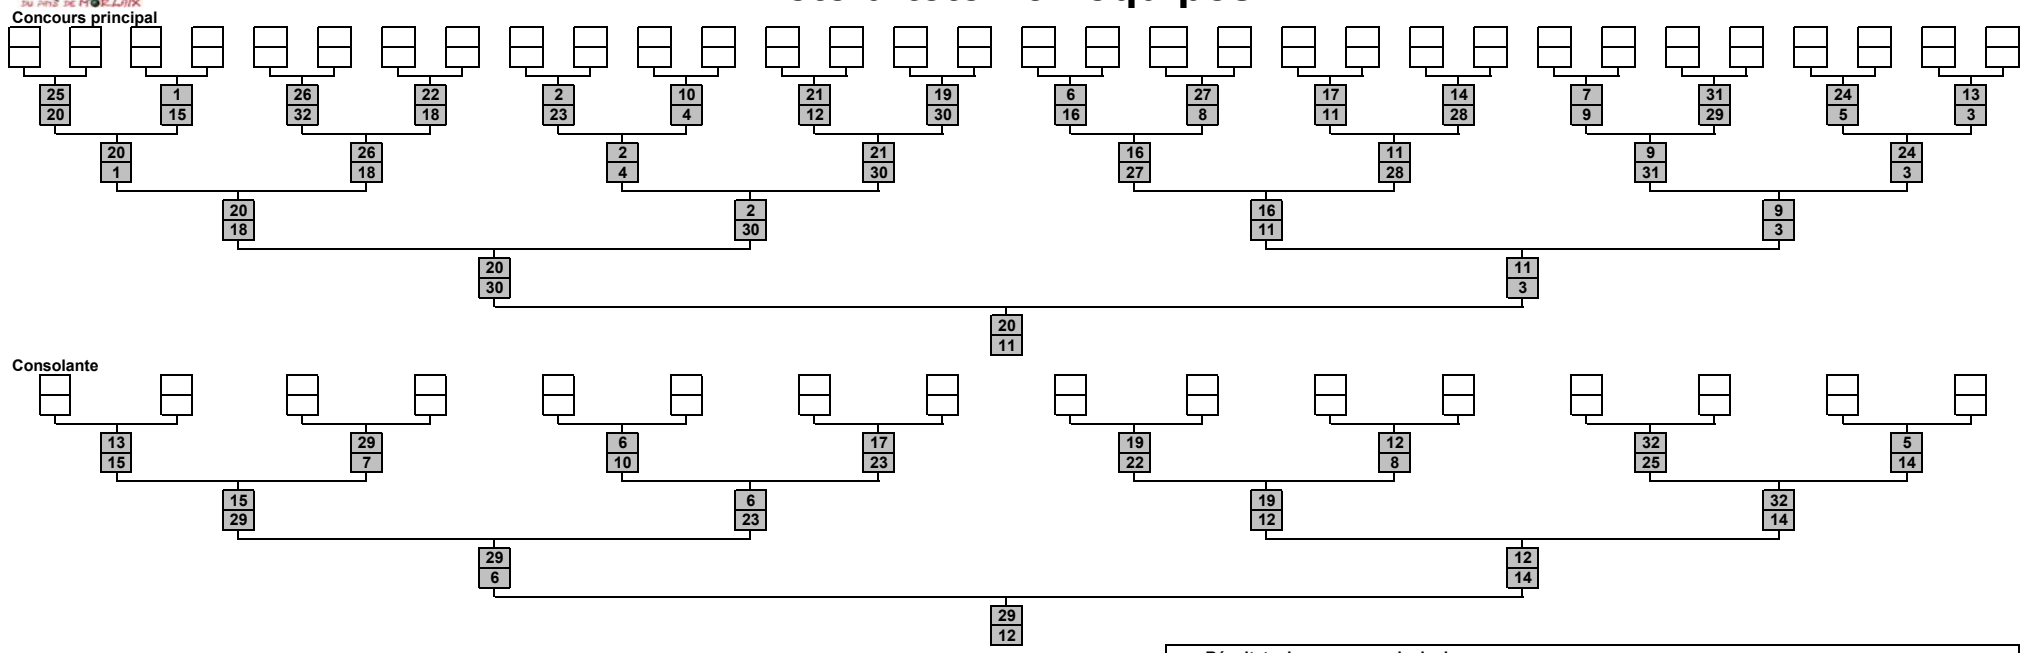 DU PAYS DE MORLAIX
Concours principal
25 1 26 22 2 10 21 19 6 27 17 14 7 31 24 13
20 15 32 18 23 4 12 30 16 8 11 28 9 29 5 3
20 26 2 21 16 11 9 24
1 18 4 30 27 28 31 3
20 2 16 9
18 30 11 3
20 11
30 3
20
11
Consolante
13 29 6 17 19 12 32 5
15 7 10 23 22 8 25 14
15 6 19 32
29 23 12 14
29 12
6 14
29
12